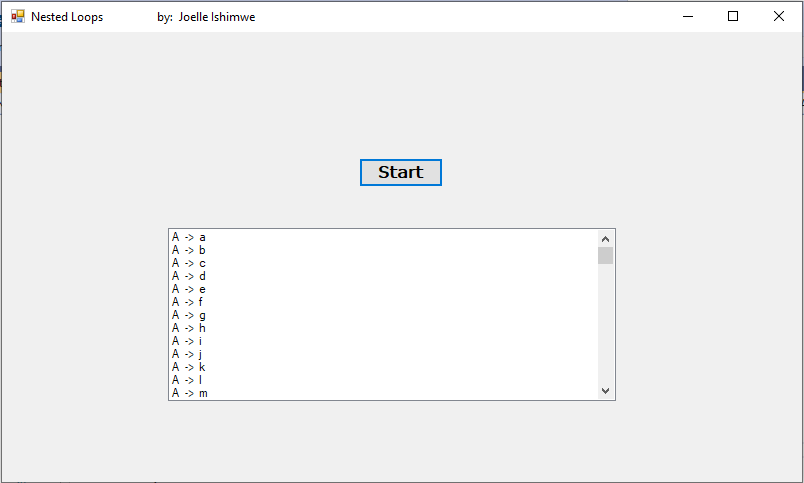 Nested Loops by: Joelle Ishimwe
Start
A -> a
A -> b
A -> c
A -> d
A -> e
A -> f
A -> g
A -> h
A -> i
A -> j
A -> k
A -> l
A -> m